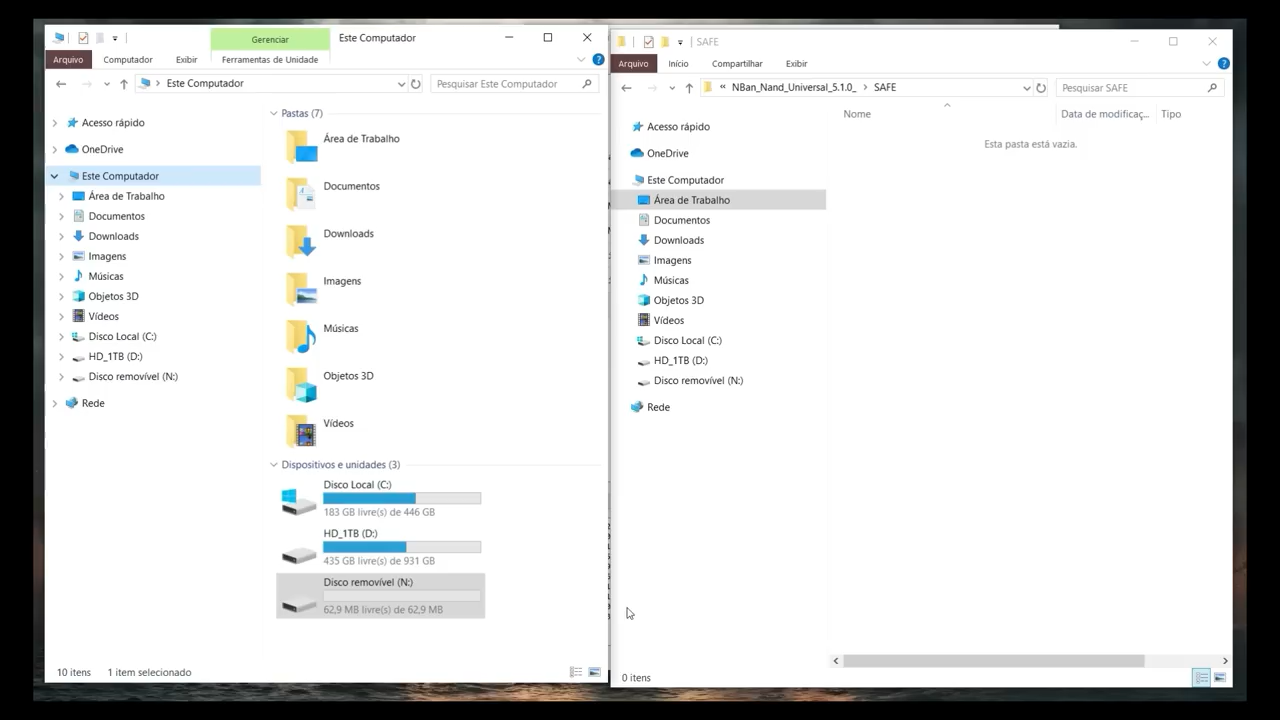 Gerenciar
Este Computador
Arquivo
Computador
Exibir
Ferramentas de Unidade
Este Computador
Pesquisar Este Computador
Acesso rápido
OneDrive
Este Computador
Área de Trabalho
Documentos
Downloads
Imagens
Músicas
Objetos 3D
Vídeos
Disco Local (C:)
HD_1TB (D:)
Disco removível (N:)
Rede
Pastas (7)
Área de Trabalho
Documentos
Downloads
Imagens
Músicas
Objetos 3D
Vídeos
Dispositivos e unidades (3)
Disco Local (C:)
183 GB livre(s) de 446 GB
HD_1TB (D:)
435 GB livre(s) de 931 GB
Disco removível (N:)
62,9 MB livre(s) de 62,9 MB
10 itens
1 item selecionado
SAFE
Arquivo
Início
Compartilhar
Exibir
« NBan_Nand_Universal_5.1.0_ > SAFE
Pesquisar SAFE
Acesso rápido
OneDrive
Este Computador
Área de Trabalho
Documentos
Downloads
Imagens
Músicas
Objetos 3D
Vídeos
Disco Local (C:)
HD_1TB (D:)
Disco removível (N:)
Rede
Nome
Data de modificaç...
Tipo
Esta pasta está vazia.
0 itens